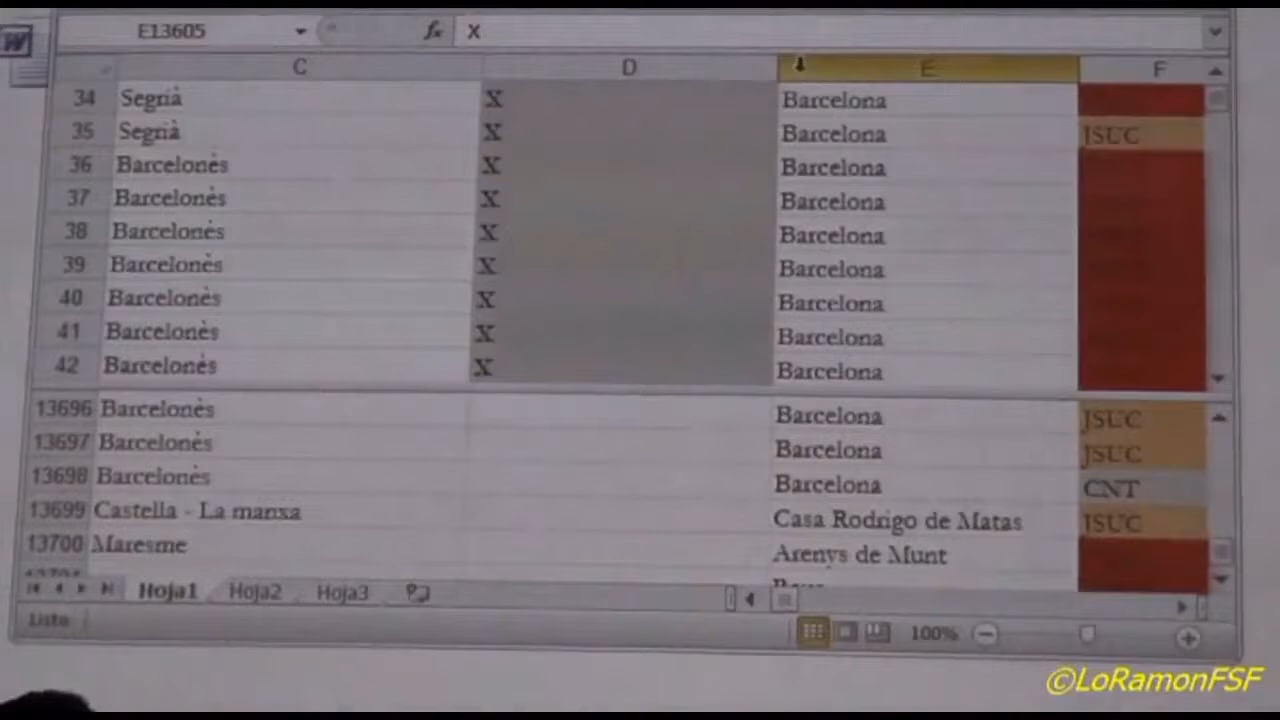 E13605 fx X
C D E F
34 Segrià X Barcelona
35 Segrià X Barcelona JSUC
36 Barcelonès X Barcelona
37 Barcelonès X Barcelona
38 Barcelonès X Barcelona
39 Barcelonès X Barcelona
40 Barcelonès X Barcelona
41 Barcelonès X Barcelona
42 Barcelonès X Barcelona
13696 Barcelonès Barcelona JSUC
13697 Barcelonès Barcelona JSUC
13698 Barcelonès Barcelona CNT
13699 Castella - La manxa Casa Rodrigo de Matas JSUC
13700 Maresme Arenys de Munt
Hoja1 Hoja2 Hoja3
Listo 100%
©LoRamonFSF